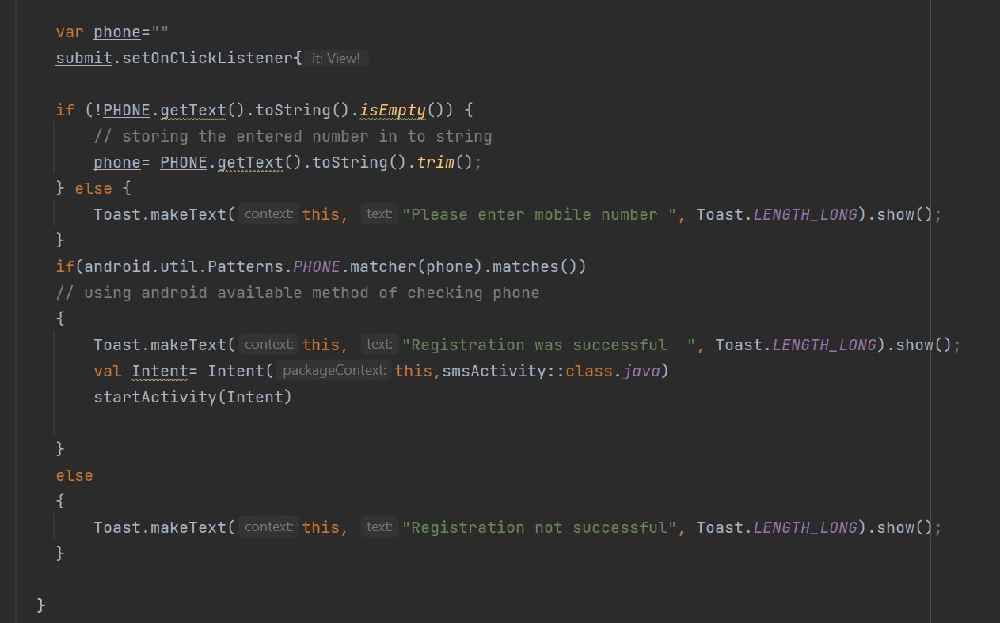 var phone=""
submit.setOnClickListener{ it: View!
if (!PHONE.getText().toString().isEmpty()) {
// storing the entered number in to string
phone= PHONE.getText().toString().trim();
} else {
Toast.makeText( context: this, text: "Please enter mobile number ", Toast.LENGTH_LONG).show();
}
if(android.util.Patterns.PHONE.matcher(phone).matches())
// using android available method of checking phone
{
Toast.makeText( context: this, text: "Registration was successful  ", Toast.LENGTH_LONG).show();
val Intent= Intent( packageContext: this,smsActivity::class.java)
startActivity(Intent)
}
else
{
Toast.makeText( context: this, text: "Registration not successful", Toast.LENGTH_LONG).show();
}
}